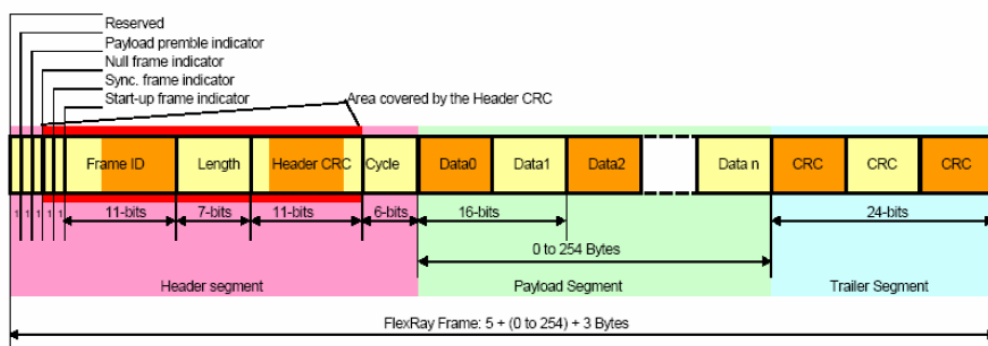 Reserved
Payload premble indicator
Null frame indicator
Sync. frame indicator
Start-up frame indicator
Area covered by the Header CRC
Frame ID Length Header CRC Cycle Data0 Data1 Data2 Data n CRC CRC CRC
1 1 1 1 1 11-bits 7-bits 11-bits 6-bits 16-bits 24-bits
0 to 254 Bytes
Header segment Payload Segment Trailer Segment
FlexRay Frame: 5 + (0 to 254) + 3 Bytes